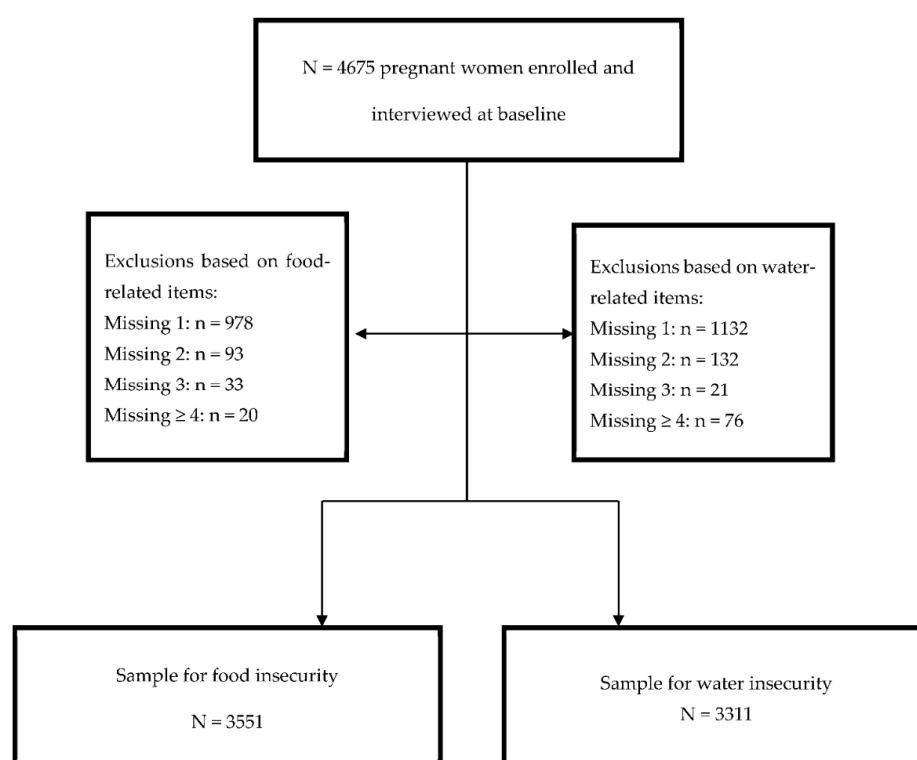 N = 4675 pregnant women enrolled and
interviewed at baseline
Exclusions based on food-
related items:
Missing 1: n = 978
Missing 2: n = 93
Missing 3: n = 33
Missing ≥ 4: n = 20
Exclusions based on water-
related items:
Missing 1: n = 1132
Missing 2: n = 132
Missing 3: n = 21
Missing ≥ 4: n = 76
Sample for food insecurity
N = 3551
Sample for water insecurity
N = 3311